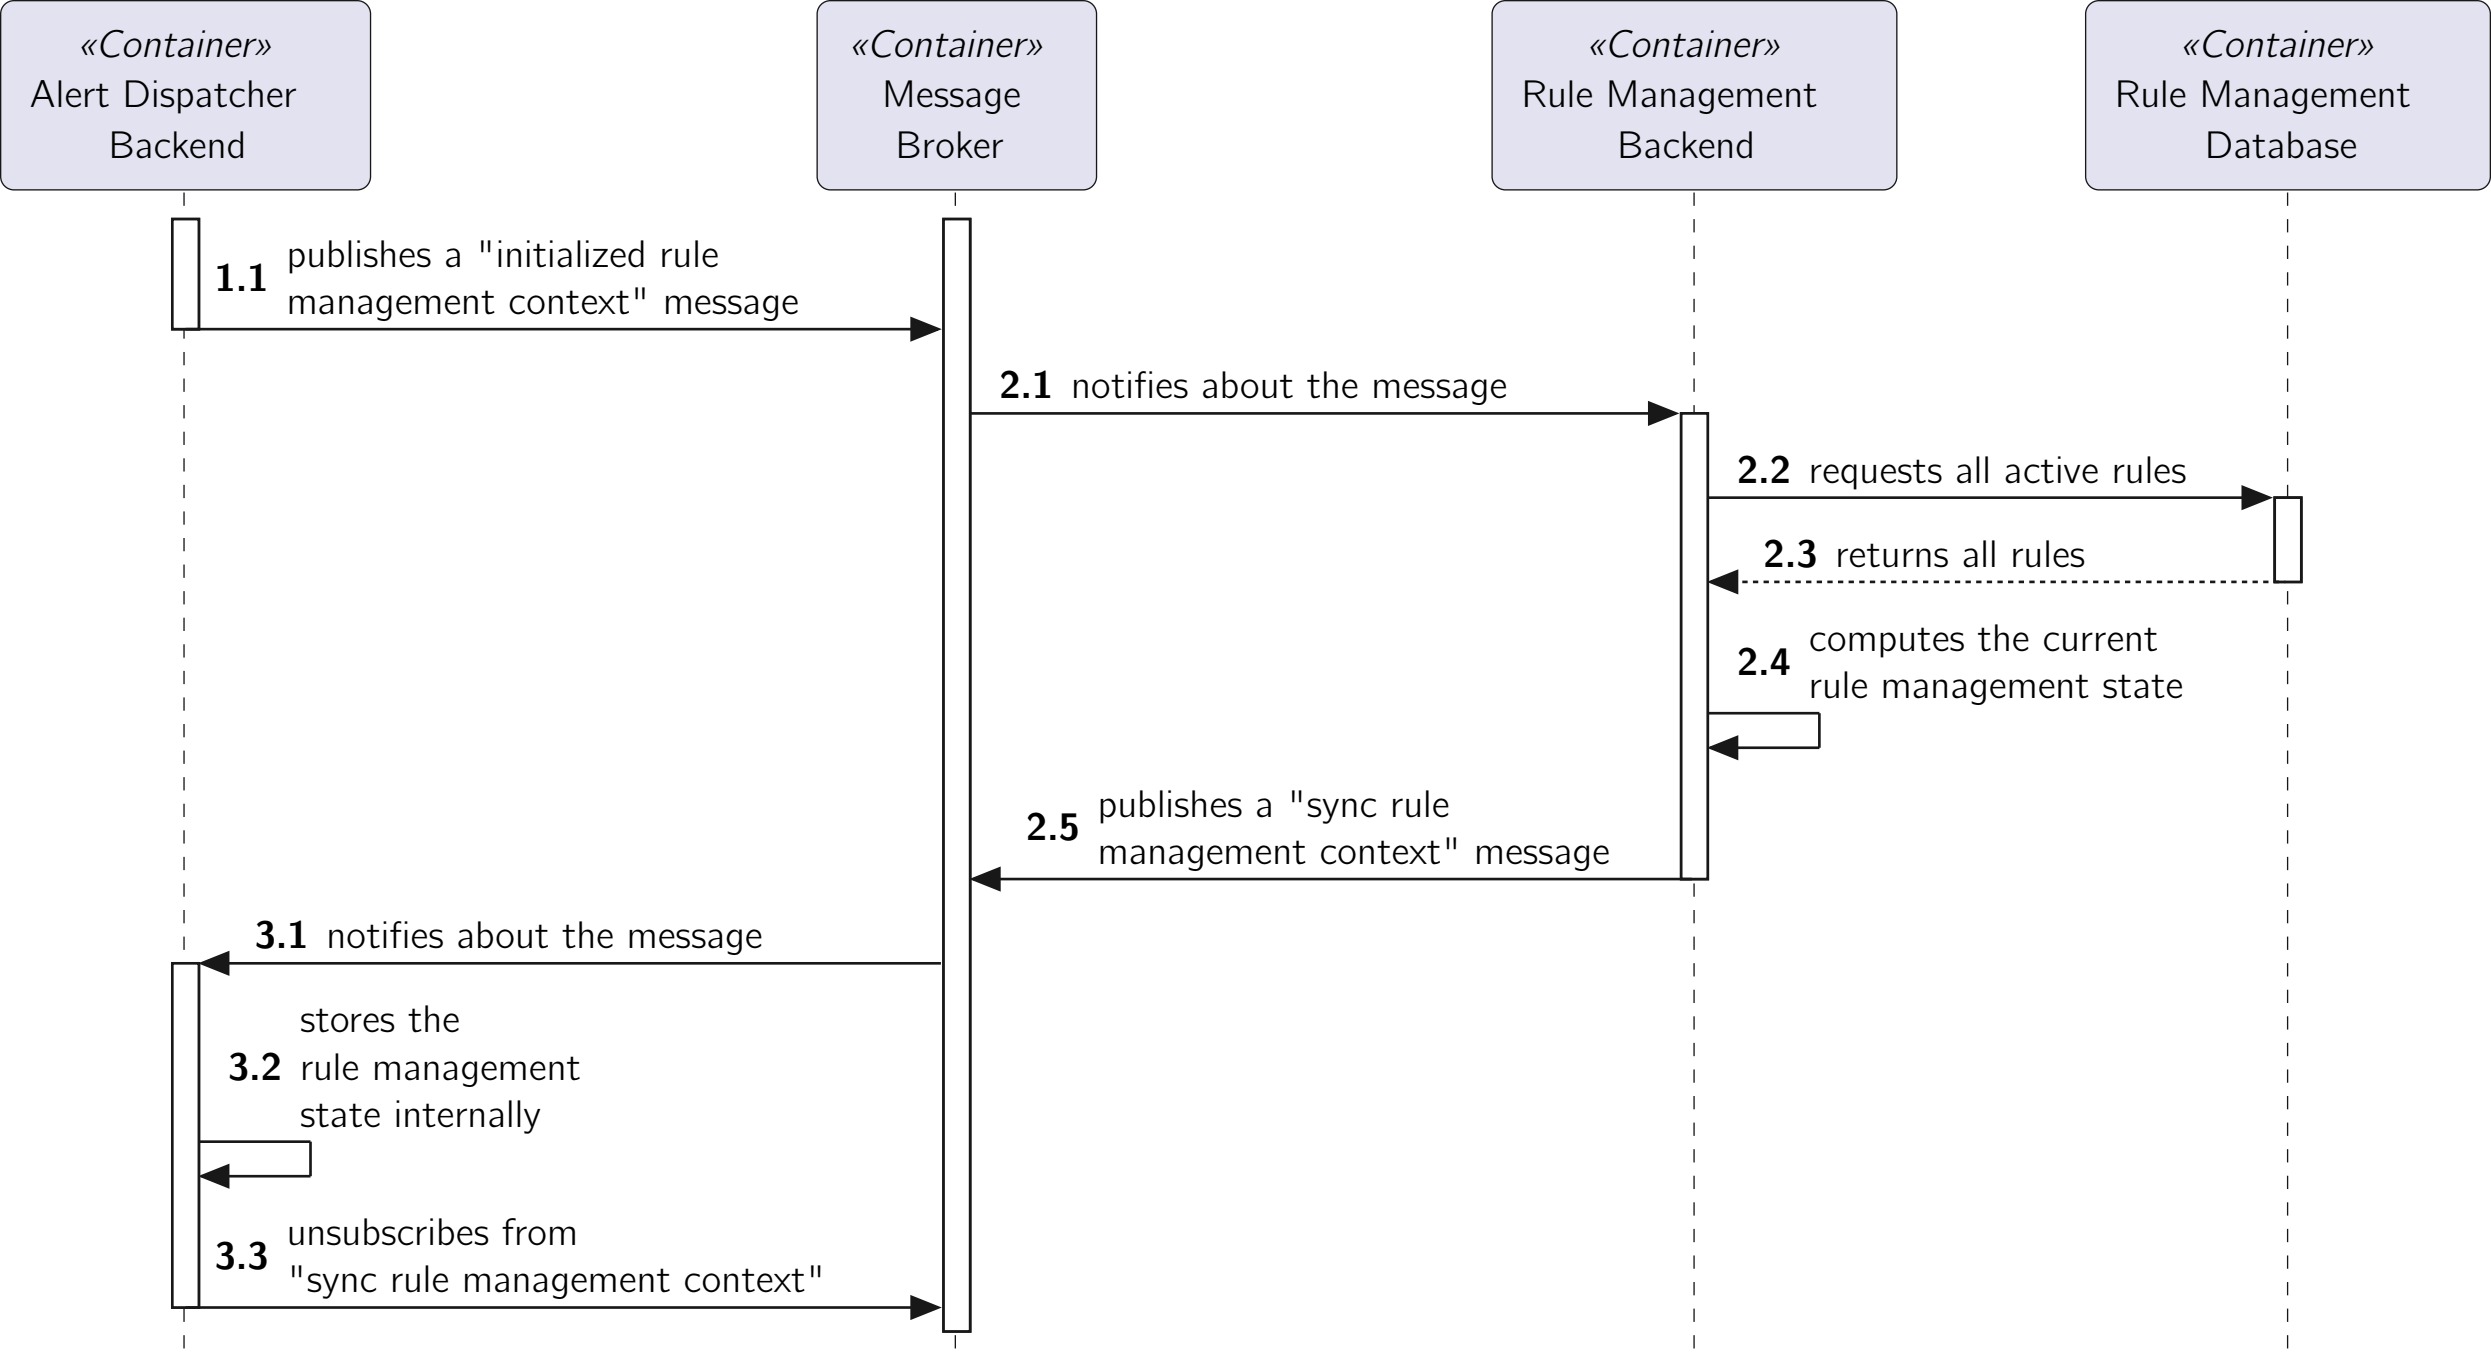 «Container»
Alert Dispatcher
Backend
«Container»
Message
Broker
«Container»
Rule Management
Backend
«Container»
Rule Management
Database
1.1 publishes a "initialized rule
management context" message
2.1 notifies about the message
2.2 requests all active rules
2.3 returns all rules
2.4 computes the current
rule management state
2.5 publishes a "sync rule
management context" message
3.1 notifies about the message
3.2 stores the
rule management
state internally
3.3 unsubscribes from
"sync rule management context"